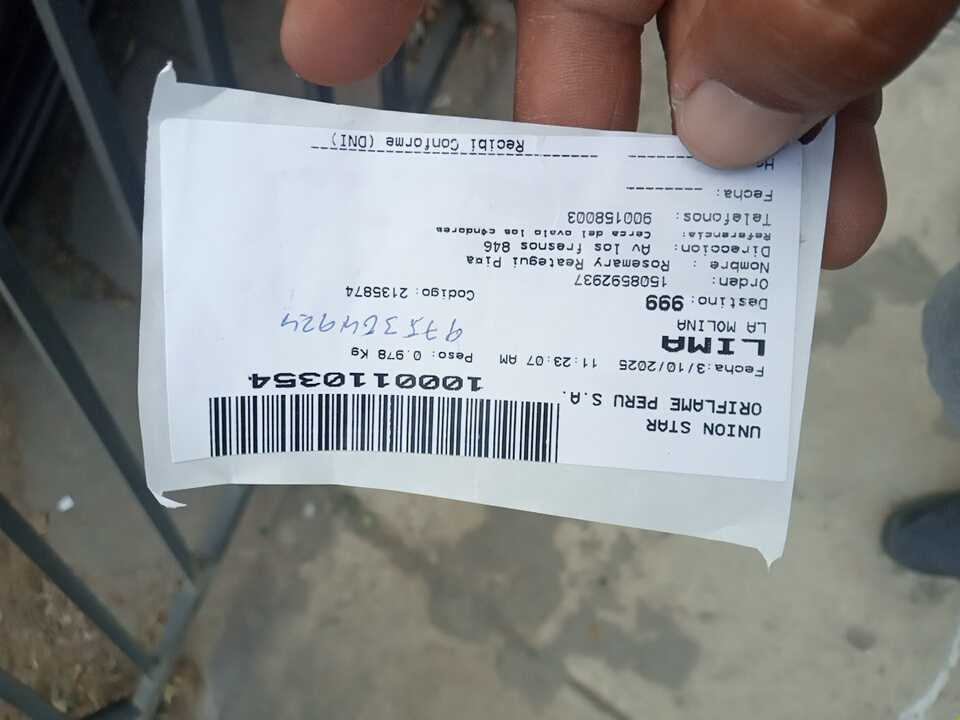 UNION STAR
ORIFLAME PERU S.A.
1000110354
Fecha:3/10/2025 11:23:07 AM Peso: 0.978 Kg
LIMA
LA MOLINA
975364924
Destino: 999 Codigo: 2135874
Orden: 1508592937
Nombre : Rosemary Reategui Piña
Direccion: Av los fresnos 846
Referencia: Cerca del ovalo los cóndores
Telefonos: 900158003
Fecha: --------
Recibi Conforme (DNI)